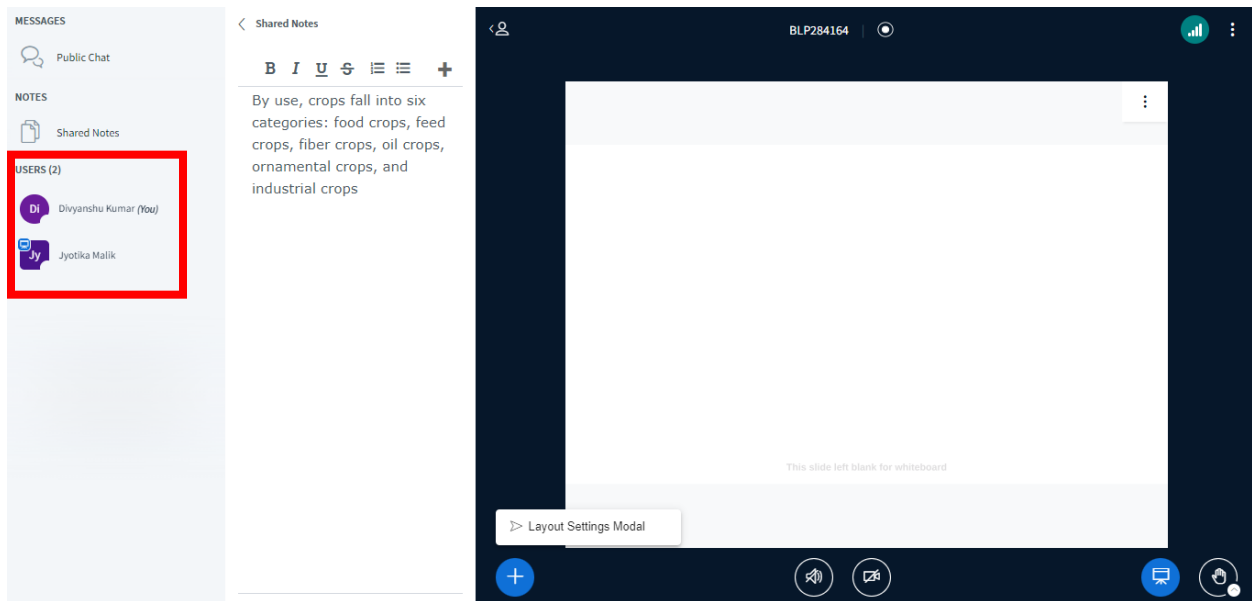 MESSAGES
Public Chat
NOTES
Shared Notes
USERS (2)
Di
Divyanshu Kumar (You)
Jy
Jyotika Malik
Shared Notes
B I U S
By use, crops fall into six
categories: food crops, feed
crops, fiber crops, oil crops,
ornamental crops, and
industrial crops
BLP284164
This slide left blank for whiteboard
Layout Settings Modal